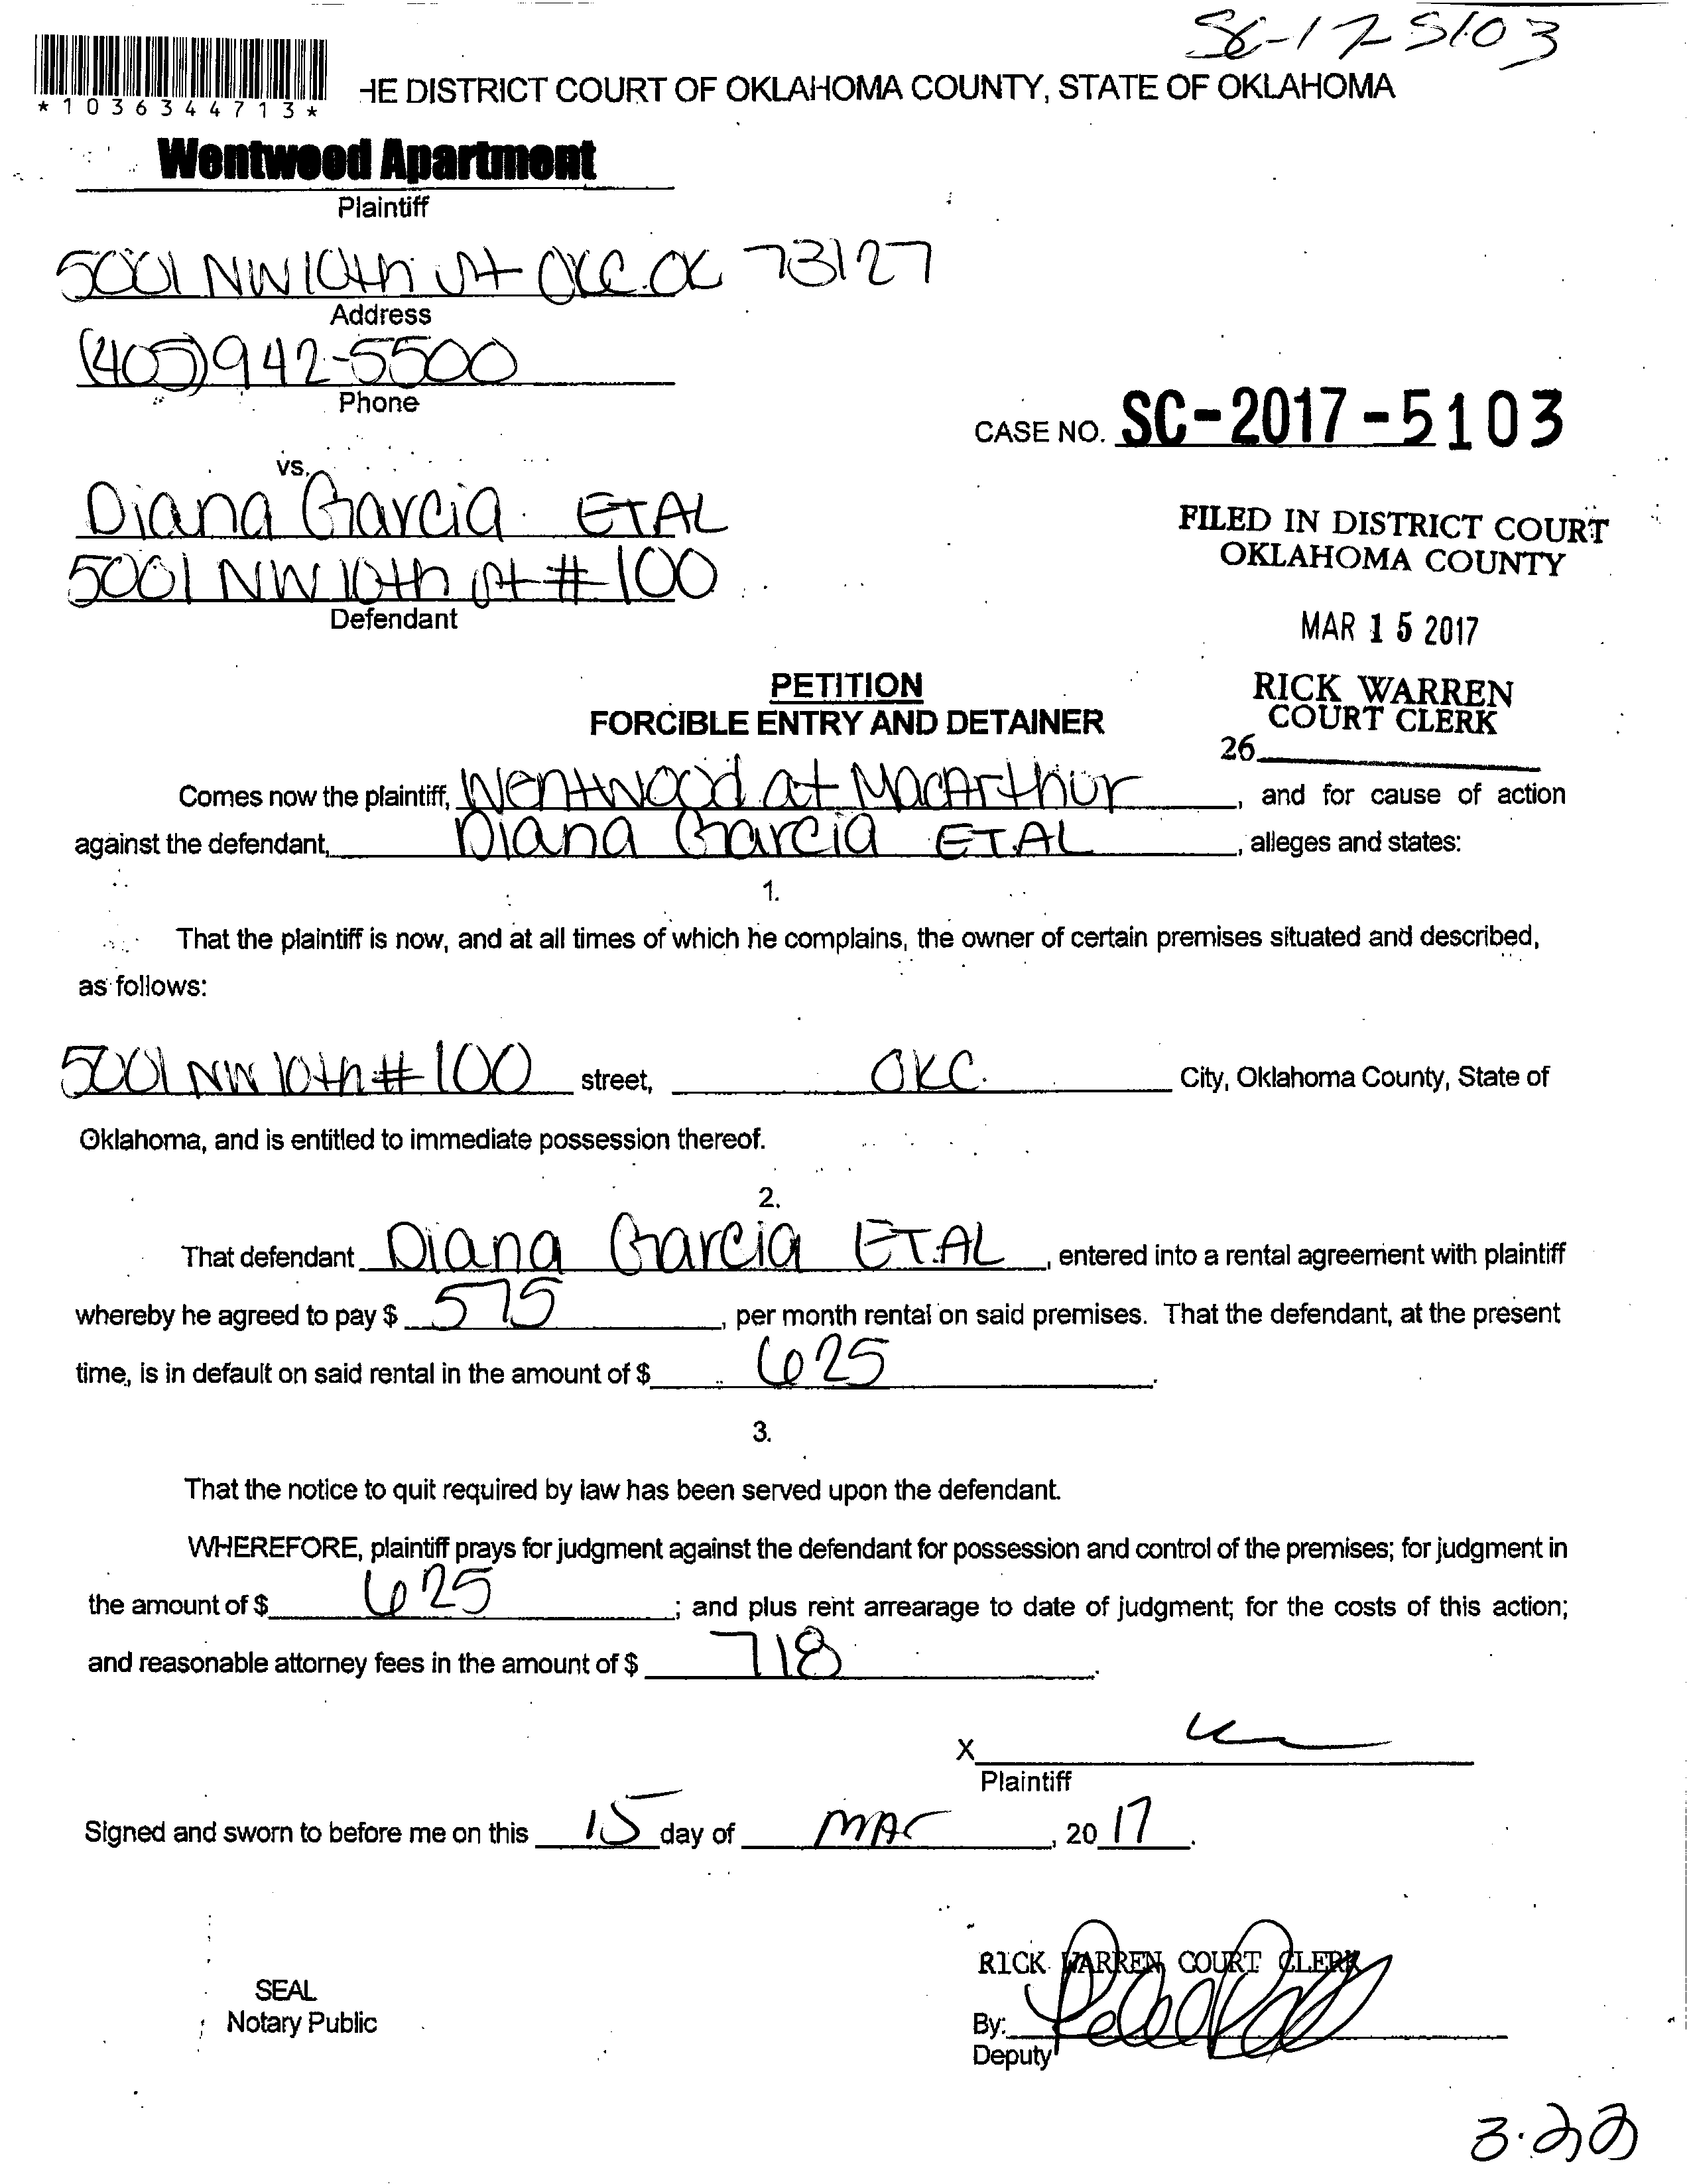 SC-17-5103
*1036344713*
HE DISTRICT COURT OF OKLAHOMA COUNTY, STATE OF OKLAHOMA
Wentwood Apartment
Plaintiff
5001 NW 10th St OKC. OK 73127
Address
(405) 942-5500
Phone
CASE NO. SC-2017-5103
vs.
Diana Garcia ETAL
5001 NW 10th St #100
Defendant
FILED IN DISTRICT COURT
OKLAHOMA COUNTY
MAR 15 2017
RICK WARREN
COURT CLERK
26
PETITION
FORCIBLE ENTRY AND DETAINER
Comes now the plaintiff, Wentwood at MacArthur, and for cause of action
against the defendant, Diana Garcia ET.AL, alleges and states:
1.
That the plaintiff is now, and at all times of which he complains, the owner of certain premises situated and described,
as follows:
5001 NW 10th #100 street, OKC. City, Oklahoma County, State of
Oklahoma, and is entitled to immediate possession thereof.
2.
That defendant Diana Garcia ET.AL, entered into a rental agreement with plaintiff
whereby he agreed to pay $ 575, per month rental on said premises. That the defendant, at the present
time, is in default on said rental in the amount of $ 625.
3.
That the notice to quit required by law has been served upon the defendant.
WHEREFORE, plaintiff prays for judgment against the defendant for possession and control of the premises; for judgment in
the amount of $ 625; and plus rent arrearage to date of judgment; for the costs of this action;
and reasonable attorney fees in the amount of $ 718.
X
Plaintiff
Signed and sworn to before me on this 15 day of MAR, 20 17.
SEAL
Notary Public
RICK WARREN, COURT CLERK
By:
Deputy
3.22